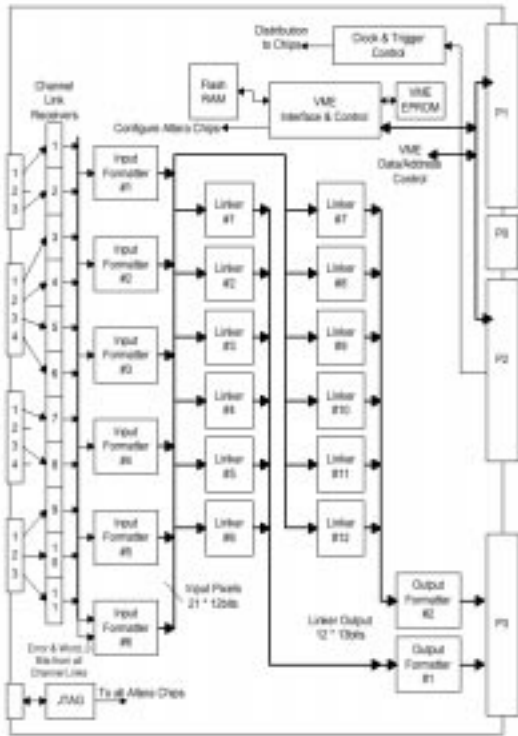 Distribution
to Chips
Clock & Trigger
Control
Flash
RAM
VME
Interface & Control
VME
EPROM
P1
Channel
Link
Receivers
Configure Altera Chips
VME
Data/Address
Control
P0
P2
P3
1
2
3
1
2
3
4
1
2
3
4
1
2
3
1
2
3
4
5
6
7
8
9
1
0
1
1
Input
Formatter
#1
Input
Formatter
#2
Input
Formatter
#3
Input
Formatter
Input
Formatter
Input
Formatter
#6
Linker
#1
Linker
#2
Linker
#3
Linker
#4
Linker
#5
Linker
#6
Linker
#7
Linker
#8
Linker
#9
Linker
#10
Linker
#11
Linker
#12
Input Pixels
21 * 12bits
Linker Output
12 * 13bits
Output
Formatter
#2
Output
Formatter
#1
Error & Word_
Bits from all
Channel Links
JTAG
To all Altera Chips